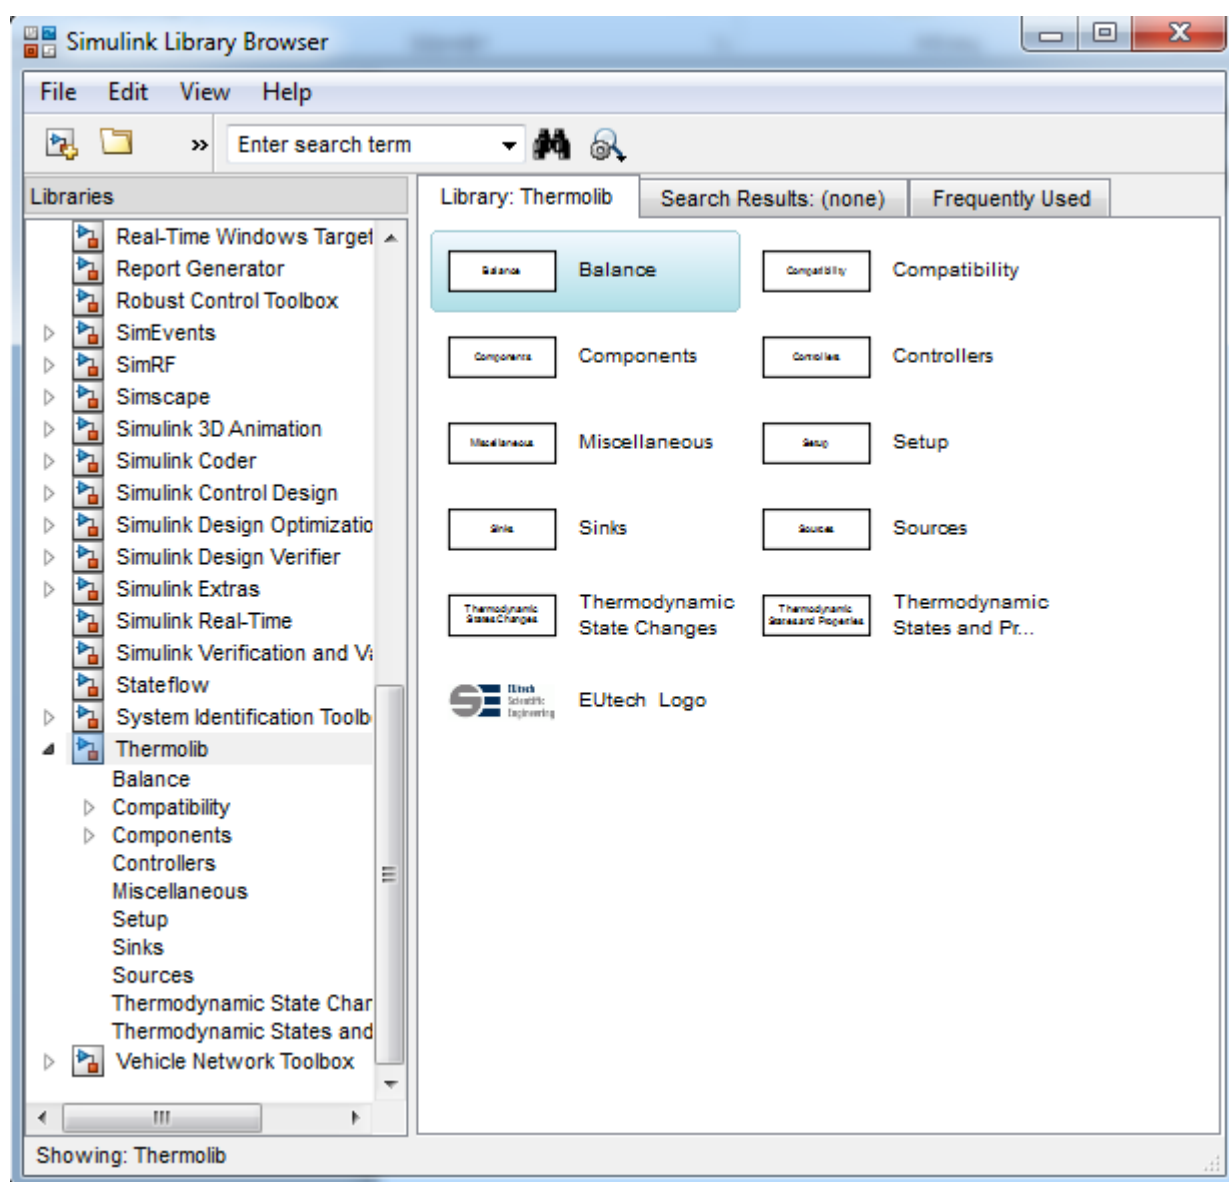 Simulink Library Browser
File Edit View Help
» Enter search term
Libraries
Real-Time Windows Target
Report Generator
Robust Control Toolbox
SimEvents
SimRF
Simscape
Simulink 3D Animation
Simulink Coder
Simulink Control Design
Simulink Design Optimizatio
Simulink Design Verifier
Simulink Extras
Simulink Real-Time
Simulink Verification and Va
Stateflow
System Identification Toolb
Thermolib
Balance
Compatibility
Components
Controllers
Miscellaneous
Setup
Sinks
Sources
Thermodynamic State Char
Thermodynamic States and
Vehicle Network Toolbox
Library: Thermolib Search Results: (none) Frequently Used
Balance Balance Compatibility Compatibility
Components Components Controllers Controllers
Miscellaneous Miscellaneous Setup Setup
Sinks Sinks Sources Sources
Thermodynamic
States Changes
Thermodynamic
State Changes
Thermodynamic
States and Properties
Thermodynamic
States and Pr...
EUtech
Scientific
Engineering
EUtech Logo
Showing: Thermolib